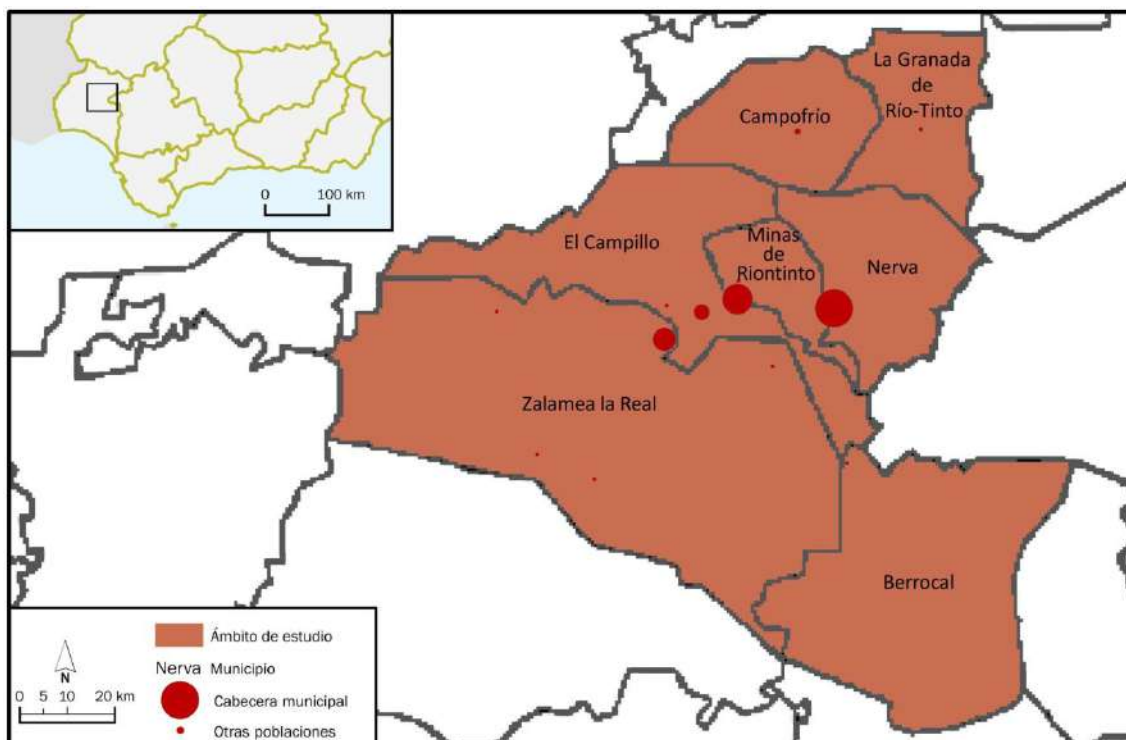 0 100 km
La Granada
de
Río-Tinto
Campofrío
El Campillo
Minas
de
Riontinto
Nerva
Zalamea la Real
Berrocal
N
0 5 10 20 km
Ámbito de estudio
Nerva Municipio
Cabecera municipal
Otras poblaciones